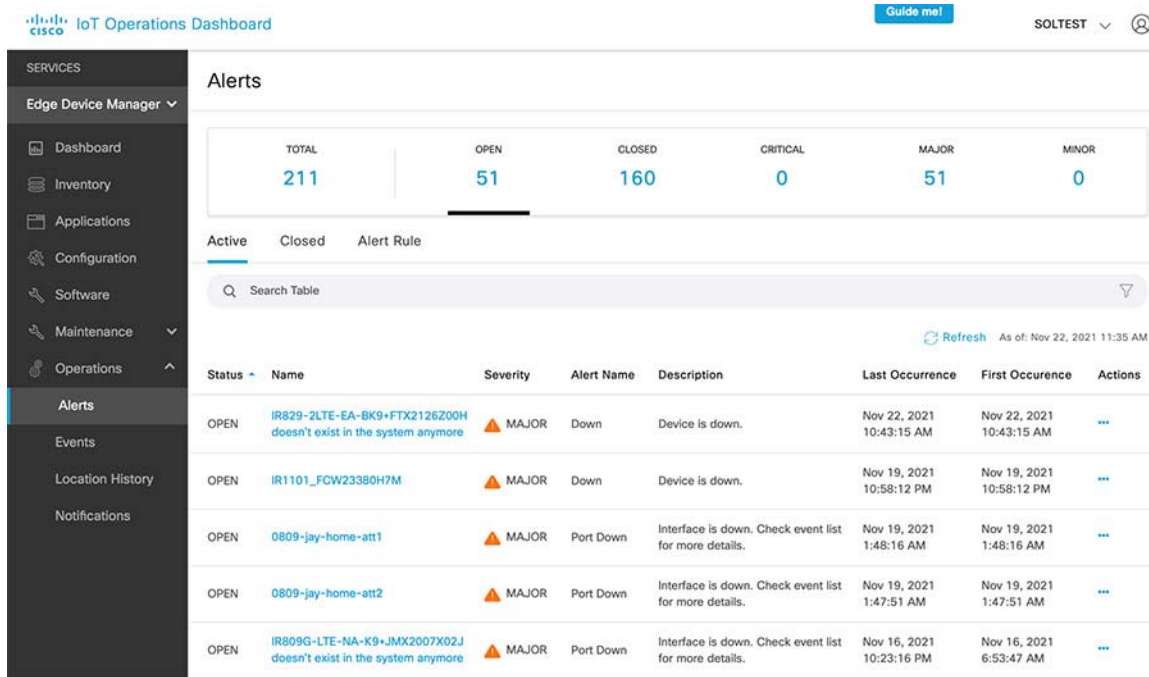 Guide me!
CISCO IoT Operations Dashboard
SOLTEST
SERVICES
Edge Device Manager
Dashboard
Inventory
Applications
Configuration
Software
Maintenance
Operations
Alerts
Events
Location History
Notifications
Alerts
TOTAL OPEN CLOSED CRITICAL MAJOR MINOR
211 51 160 0 51 0
Active Closed Alert Rule
Search Table
Refresh As of: Nov 22, 2021 11:35 AM
Status Name Severity Alert Name Description Last Occurrence First Occurence Actions
OPEN IR829-2LTE-EA-BK9+FTX2126Z00H doesn't exist in the system anymore MAJOR Down Device is down. Nov 22, 2021 10:43:15 AM Nov 22, 2021 10:43:15 AM
OPEN IR1101_FCW23380H7M MAJOR Down Device is down. Nov 19, 2021 10:58:12 PM Nov 19, 2021 10:58:12 PM
OPEN 0809-jay-home-att1 MAJOR Port Down Interface is down. Check event list for more details. Nov 19, 2021 1:48:16 AM Nov 19, 2021 1:48:16 AM
OPEN 0809-jay-home-att2 MAJOR Port Down Interface is down. Check event list for more details. Nov 19, 2021 1:47:51 AM Nov 19, 2021 1:47:51 AM
OPEN IR809G-LTE-NA-K9+JMX2007X02J doesn't exist in the system anymore MAJOR Port Down Interface is down. Check event list for more details. Nov 16, 2021 10:23:16 PM Nov 16, 2021 6:53:47 AM